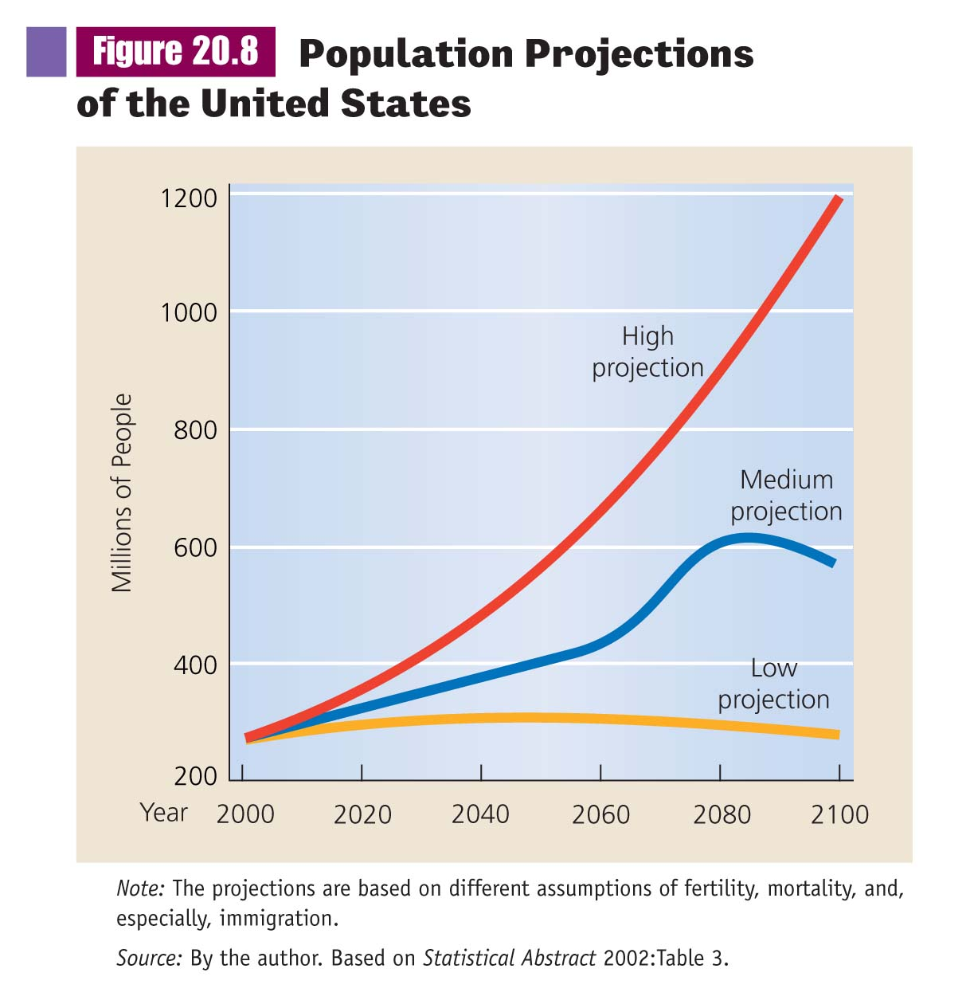 Figure 20.8 Population Projections
of the United States
1200
1000
800
600
400
200
Millions of People
High
projection
Medium
projection
Low
projection
Year 2000 2020 2040 2060 2080 2100
Note: The projections are based on different assumptions of fertility, mortality, and,
especially, immigration.
Source: By the author. Based on Statistical Abstract 2002:Table 3.